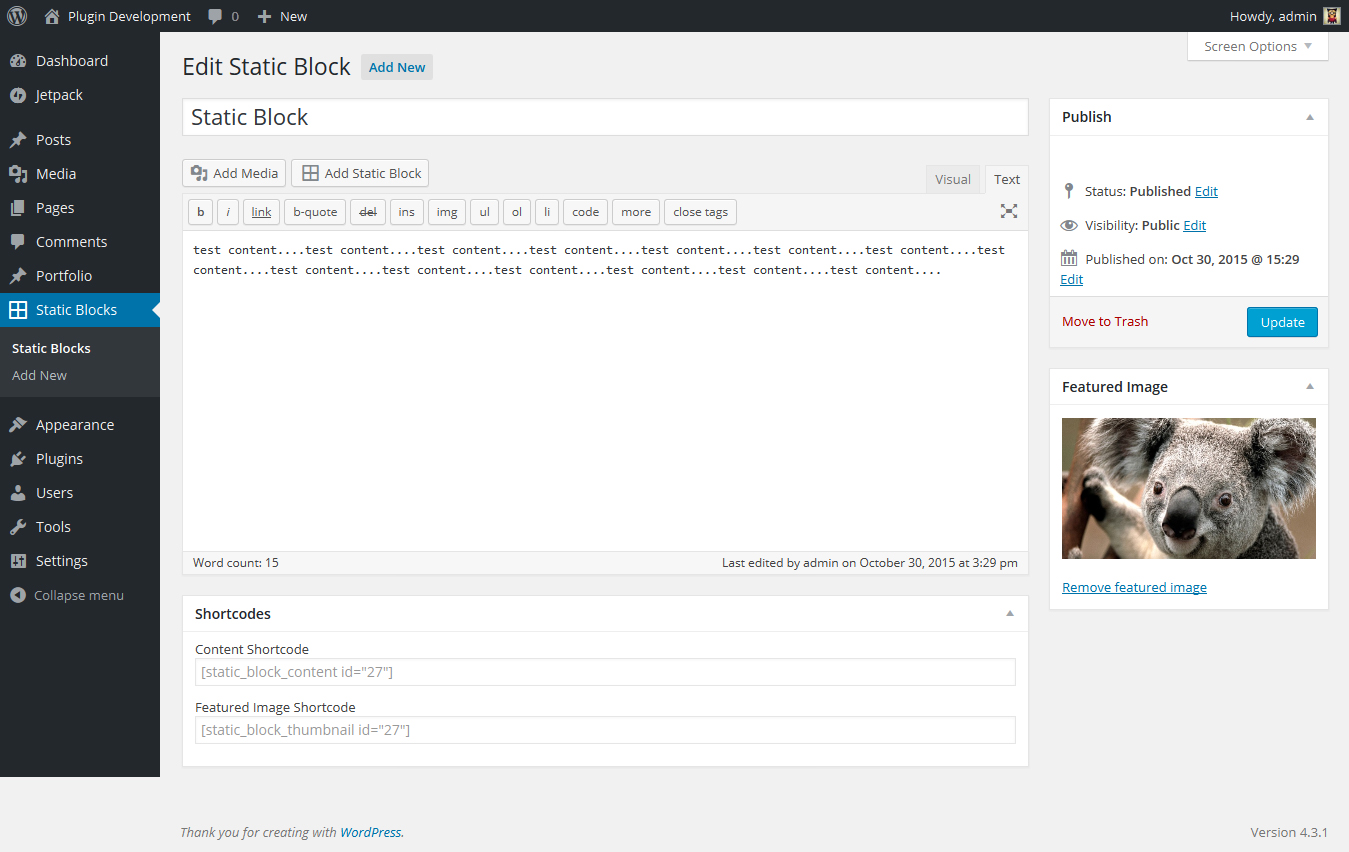 Plugin Development 0 New Howdy, admin
Screen Options
Dashboard
Jetpack
Posts
Media
Pages
Comments
Portfolio
Static Blocks
Static Blocks
Add New
Appearance
Plugins
Users
Tools
Settings
Collapse menu
Edit Static Block Add New
Static Block
Add Media Add Static Block
Visual Text
b i link b-quote del ins img ul ol li code more close tags
test content....test content....test content....test content....test content....test content....test content....test
content....test content....test content....test content....test content....test content....test content....
Word count: 15 Last edited by admin on October 30, 2015 at 3:29 pm
Shortcodes
Content Shortcode
[static_block_content id="27"]
Featured Image Shortcode
[static_block_thumbnail id="27"]
Publish
Status: Published Edit
Visibility: Public Edit
Published on: Oct 30, 2015 @ 15:29
Edit
Move to Trash Update
Featured Image
Remove featured image
Thank you for creating with WordPress. Version 4.3.1